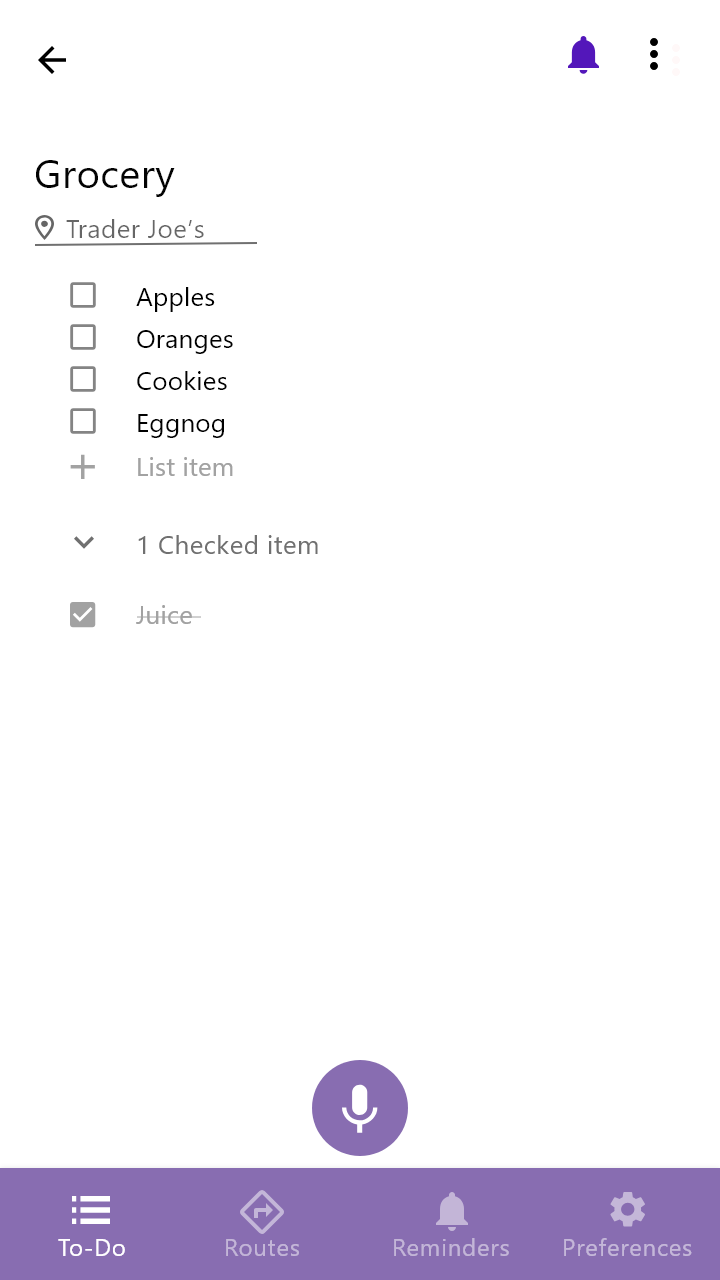 Grocery
Trader Joe’s
Apples
Oranges
Cookies
Eggnog
List item
1 Checked item
Juice
To-Do
Routes
Reminders
Preferences